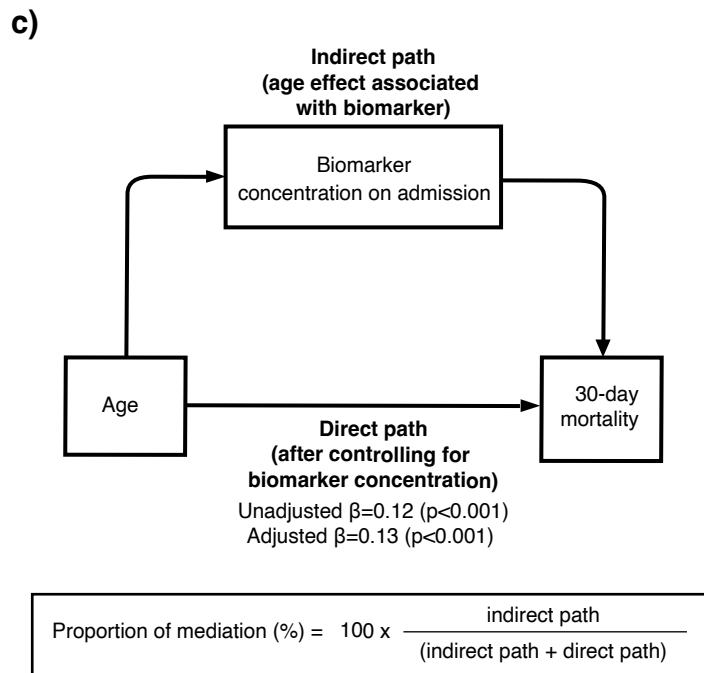 c)
Indirect path
(age effect associated
with biomarker)
Biomarker
concentration on admission
Age
30-day
mortality
Direct path
(after controlling for
biomarker concentration)
Unadjusted β=0.12 (p<0.001)
Adjusted β=0.13 (p<0.001)
Proportion of mediation (%) = 100 x
indirect path
(indirect path + direct path)